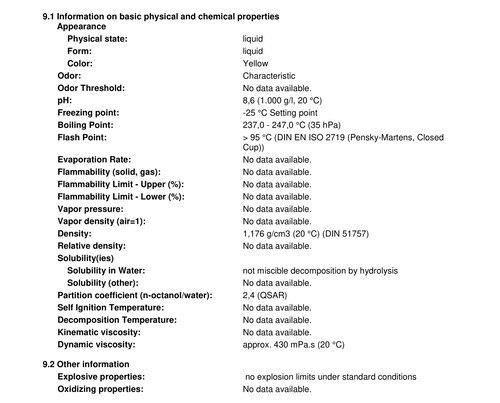 9.1 Information on basic physical and chemical properties
Appearance
Physical state: liquid
Form: liquid
Color: Yellow
Odor: Characteristic
Odor Threshold: No data available.
pH: 8,6 (1.000 g/l, 20 °C)
Freezing point: -25 °C Setting point
Boiling Point: 237,0 - 247,0 °C (35 hPa)
Flash Point: > 95 °C (DIN EN ISO 2719 (Pensky-Martens, Closed
Cup))
Evaporation Rate: No data available.
Flammability (solid, gas): No data available.
Flammability Limit - Upper (%): No data available.
Flammability Limit - Lower (%): No data available.
Vapor pressure: No data available.
Vapor density (air=1): No data available.
Density: 1,176 g/cm3 (20 °C) (DIN 51757)
Relative density: No data available.
Solubility(ies)
Solubility in Water: not miscible decomposition by hydrolysis
Solubility (other): No data available.
Partition coefficient (n-octanol/water): 2,4 (QSAR)
Self Ignition Temperature: No data available.
Decomposition Temperature: No data available.
Kinematic viscosity: No data available.
Dynamic viscosity: approx. 430 mPa.s (20 °C)
9.2 Other information
Explosive properties: no explosion limits under standard conditions
Oxidizing properties: No data available.